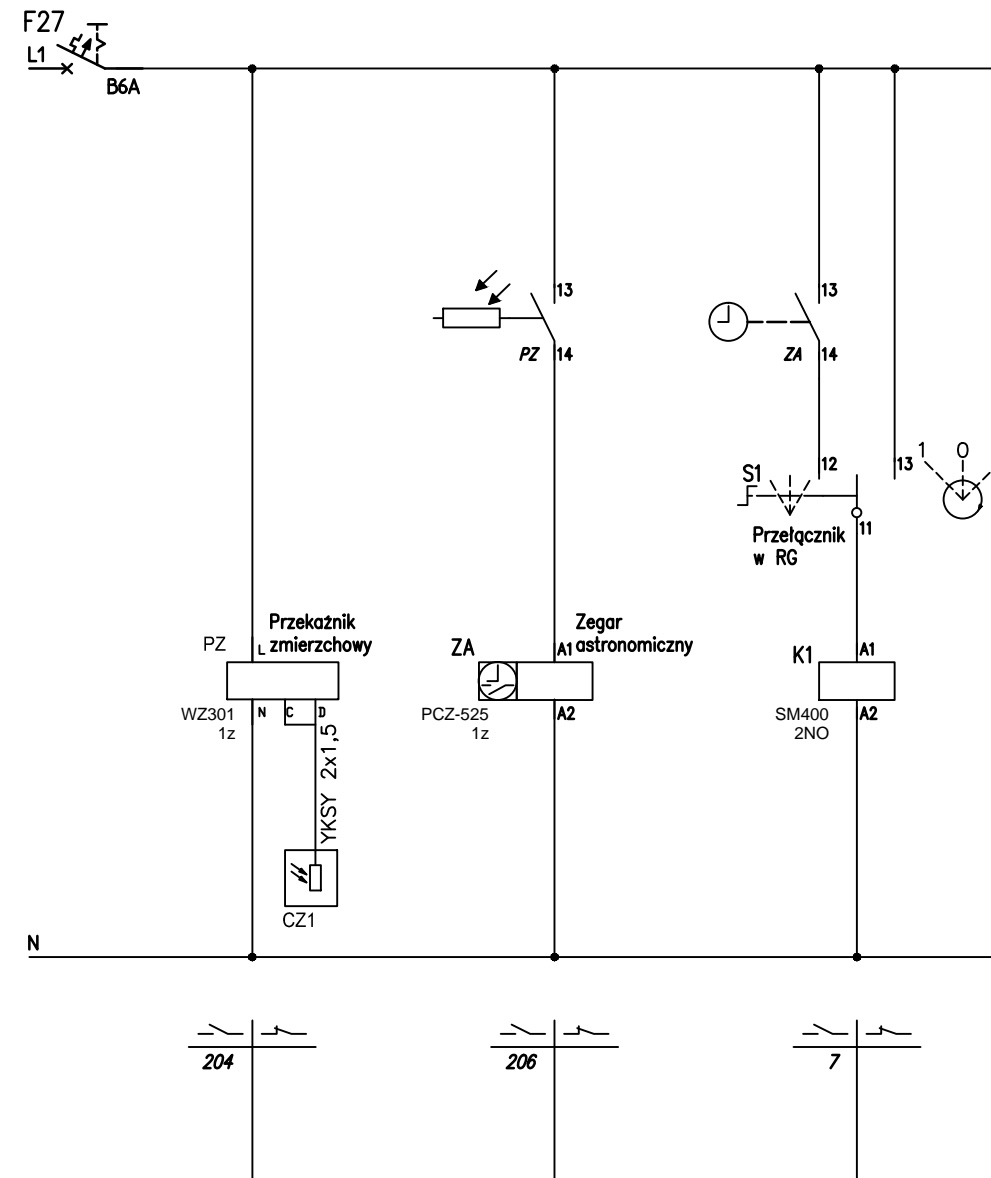 F27
L1
B6A
13
PZ 14
13
ZA 14
12
13
1 0
S1
11
Przełącznik
w RG
Przekaźnik
zmierzchowy
PZ
L
WZ301
1z
N C D
YKSY 2x1,5
CZ1
Zegar
astronomiczny
ZA
A1
PCZ-525
1z
A2
K1
A1
SM400
2NO
A2
N
204
206
7